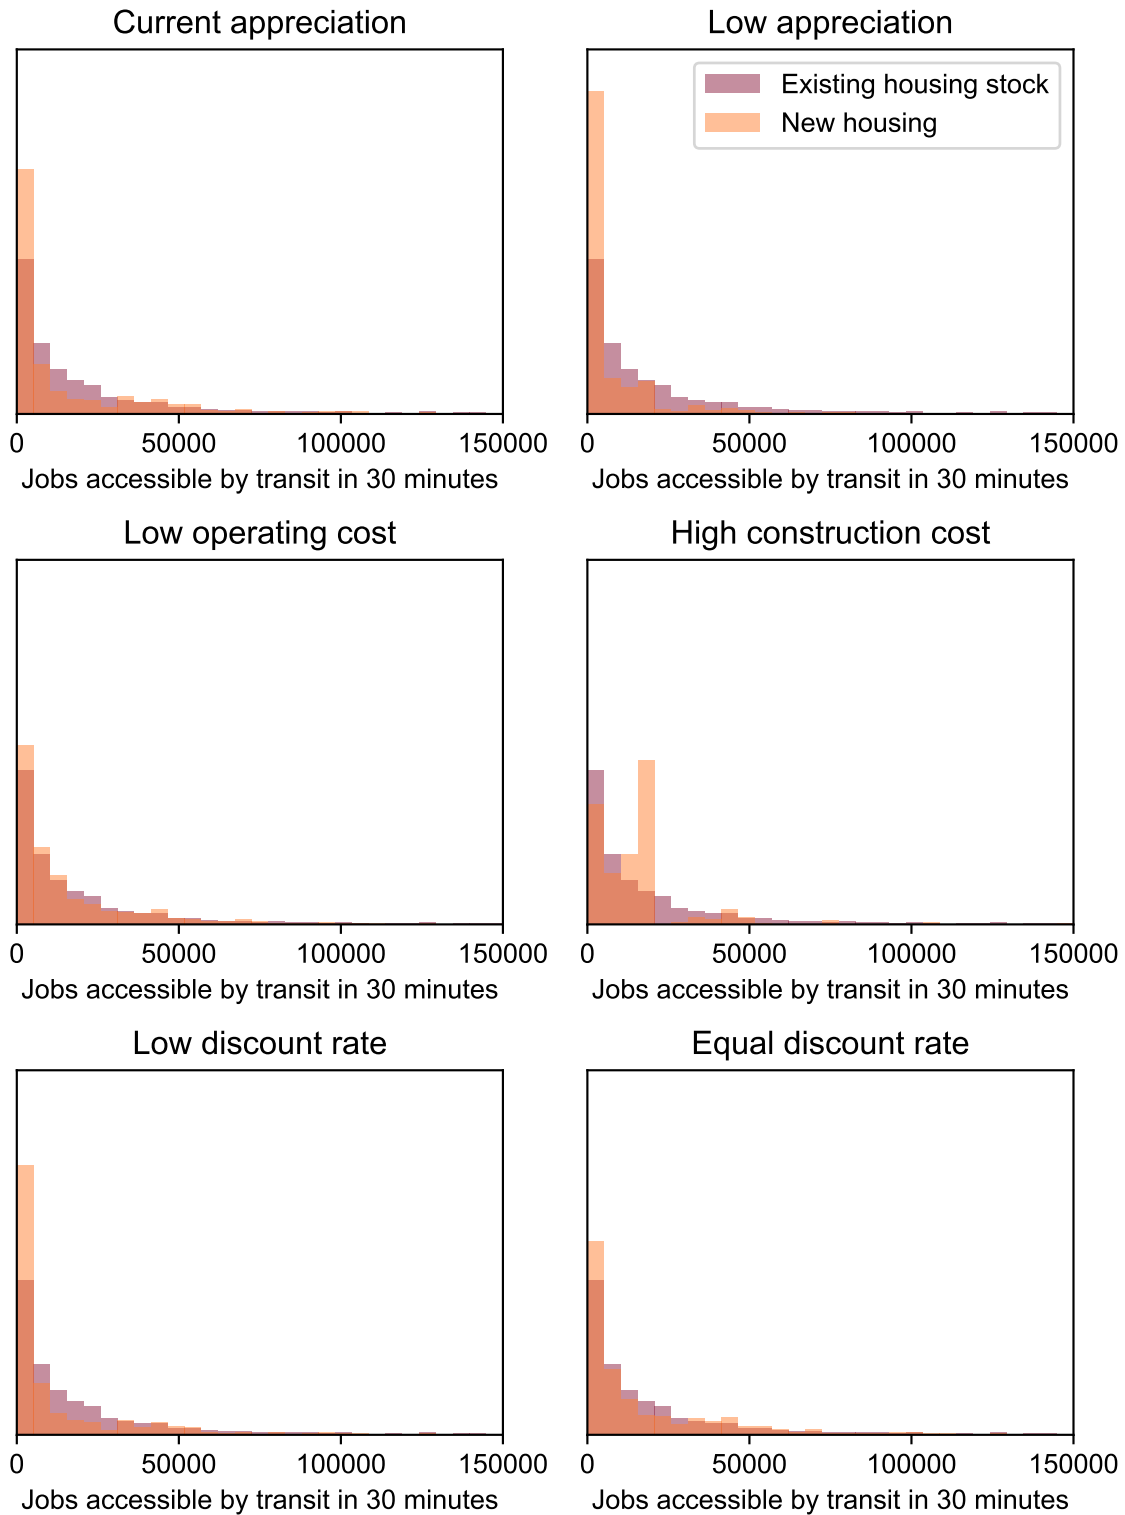 Current appreciation
0 50000 100000 150000
Jobs accessible by transit in 30 minutes
Low appreciation
Existing housing stock
New housing
0 50000 100000 150000
Jobs accessible by transit in 30 minutes
Low operating cost
0 50000 100000 150000
Jobs accessible by transit in 30 minutes
High construction cost
0 50000 100000 150000
Jobs accessible by transit in 30 minutes
Low discount rate
0 50000 100000 150000
Jobs accessible by transit in 30 minutes
Equal discount rate
0 50000 100000 150000
Jobs accessible by transit in 30 minutes